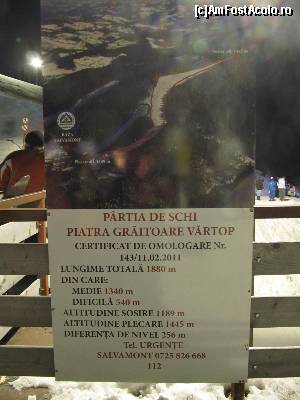 (c)AmFostAcolo.ro
BAZA
SALVAMONT
PÂRTIA DE SCHI
PIATRA GRĂITOARE VÂRTOP
CERTIFICAT DE OMOLOGARE Nr.
143/11.02.2011
LUNGIME TOTALĂ 1880 m
DIN CARE:
MEDIE 1340 m
DIFICILĂ 540 m
ALTITUDINE SOSIRE 1189 m
ALTITUDINE PLECARE 1445 m
DIFERENȚA DE NIVEL 256 m
Tel. URGENȚE
SALVAMONT 0725 826 668
112